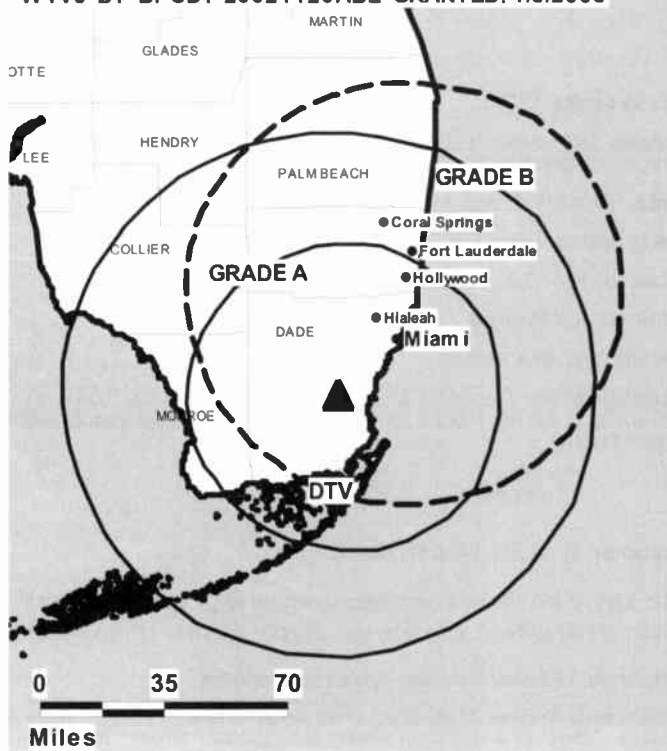 MARTIN
GLADES
OTTE
HENDRY
LEE
PALM BEACH
GRADE B
Coral Springs
COLLIER
Fort Lauderdale
GRADE A
Hollywood
Hialeah
DADE
Miami
MONROE
DTV
0 35 70
Miles